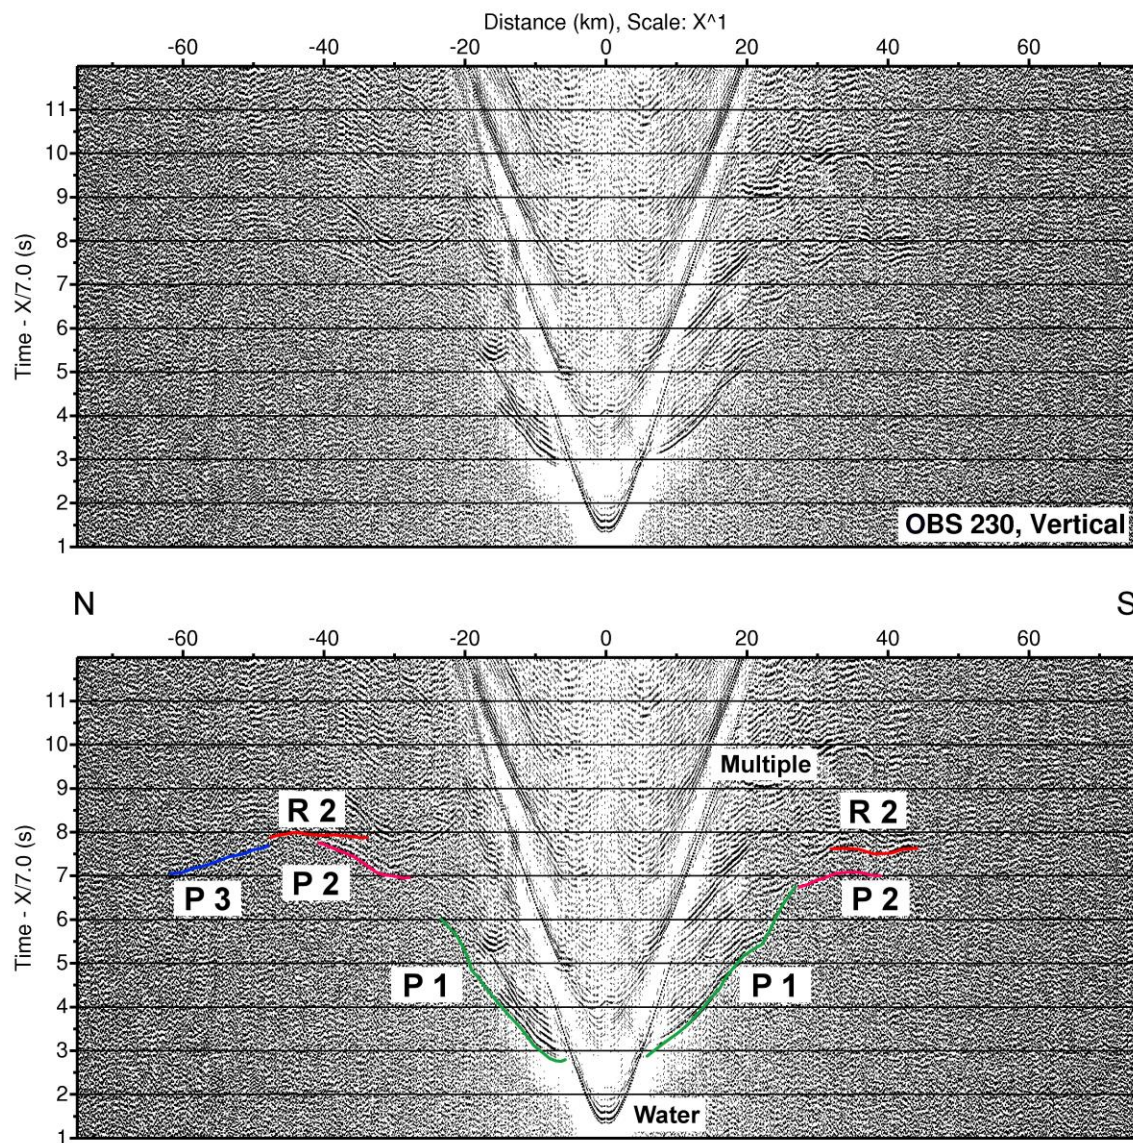 Distance (km), Scale: X^1
-60 -40 -20 0 20 40 60
Time - X/7.0 (s)
11
10
9
8
7
6
5
4
3
2
1
OBS 230, Vertical
N S
-60 -40 -20 0 20 40 60
Time - X/7.0 (s)
11
10
9
8
7
6
5
4
3
2
1
Multiple
R 2 R 2
P 3 P 2 P 2
P 1 P 1
Water